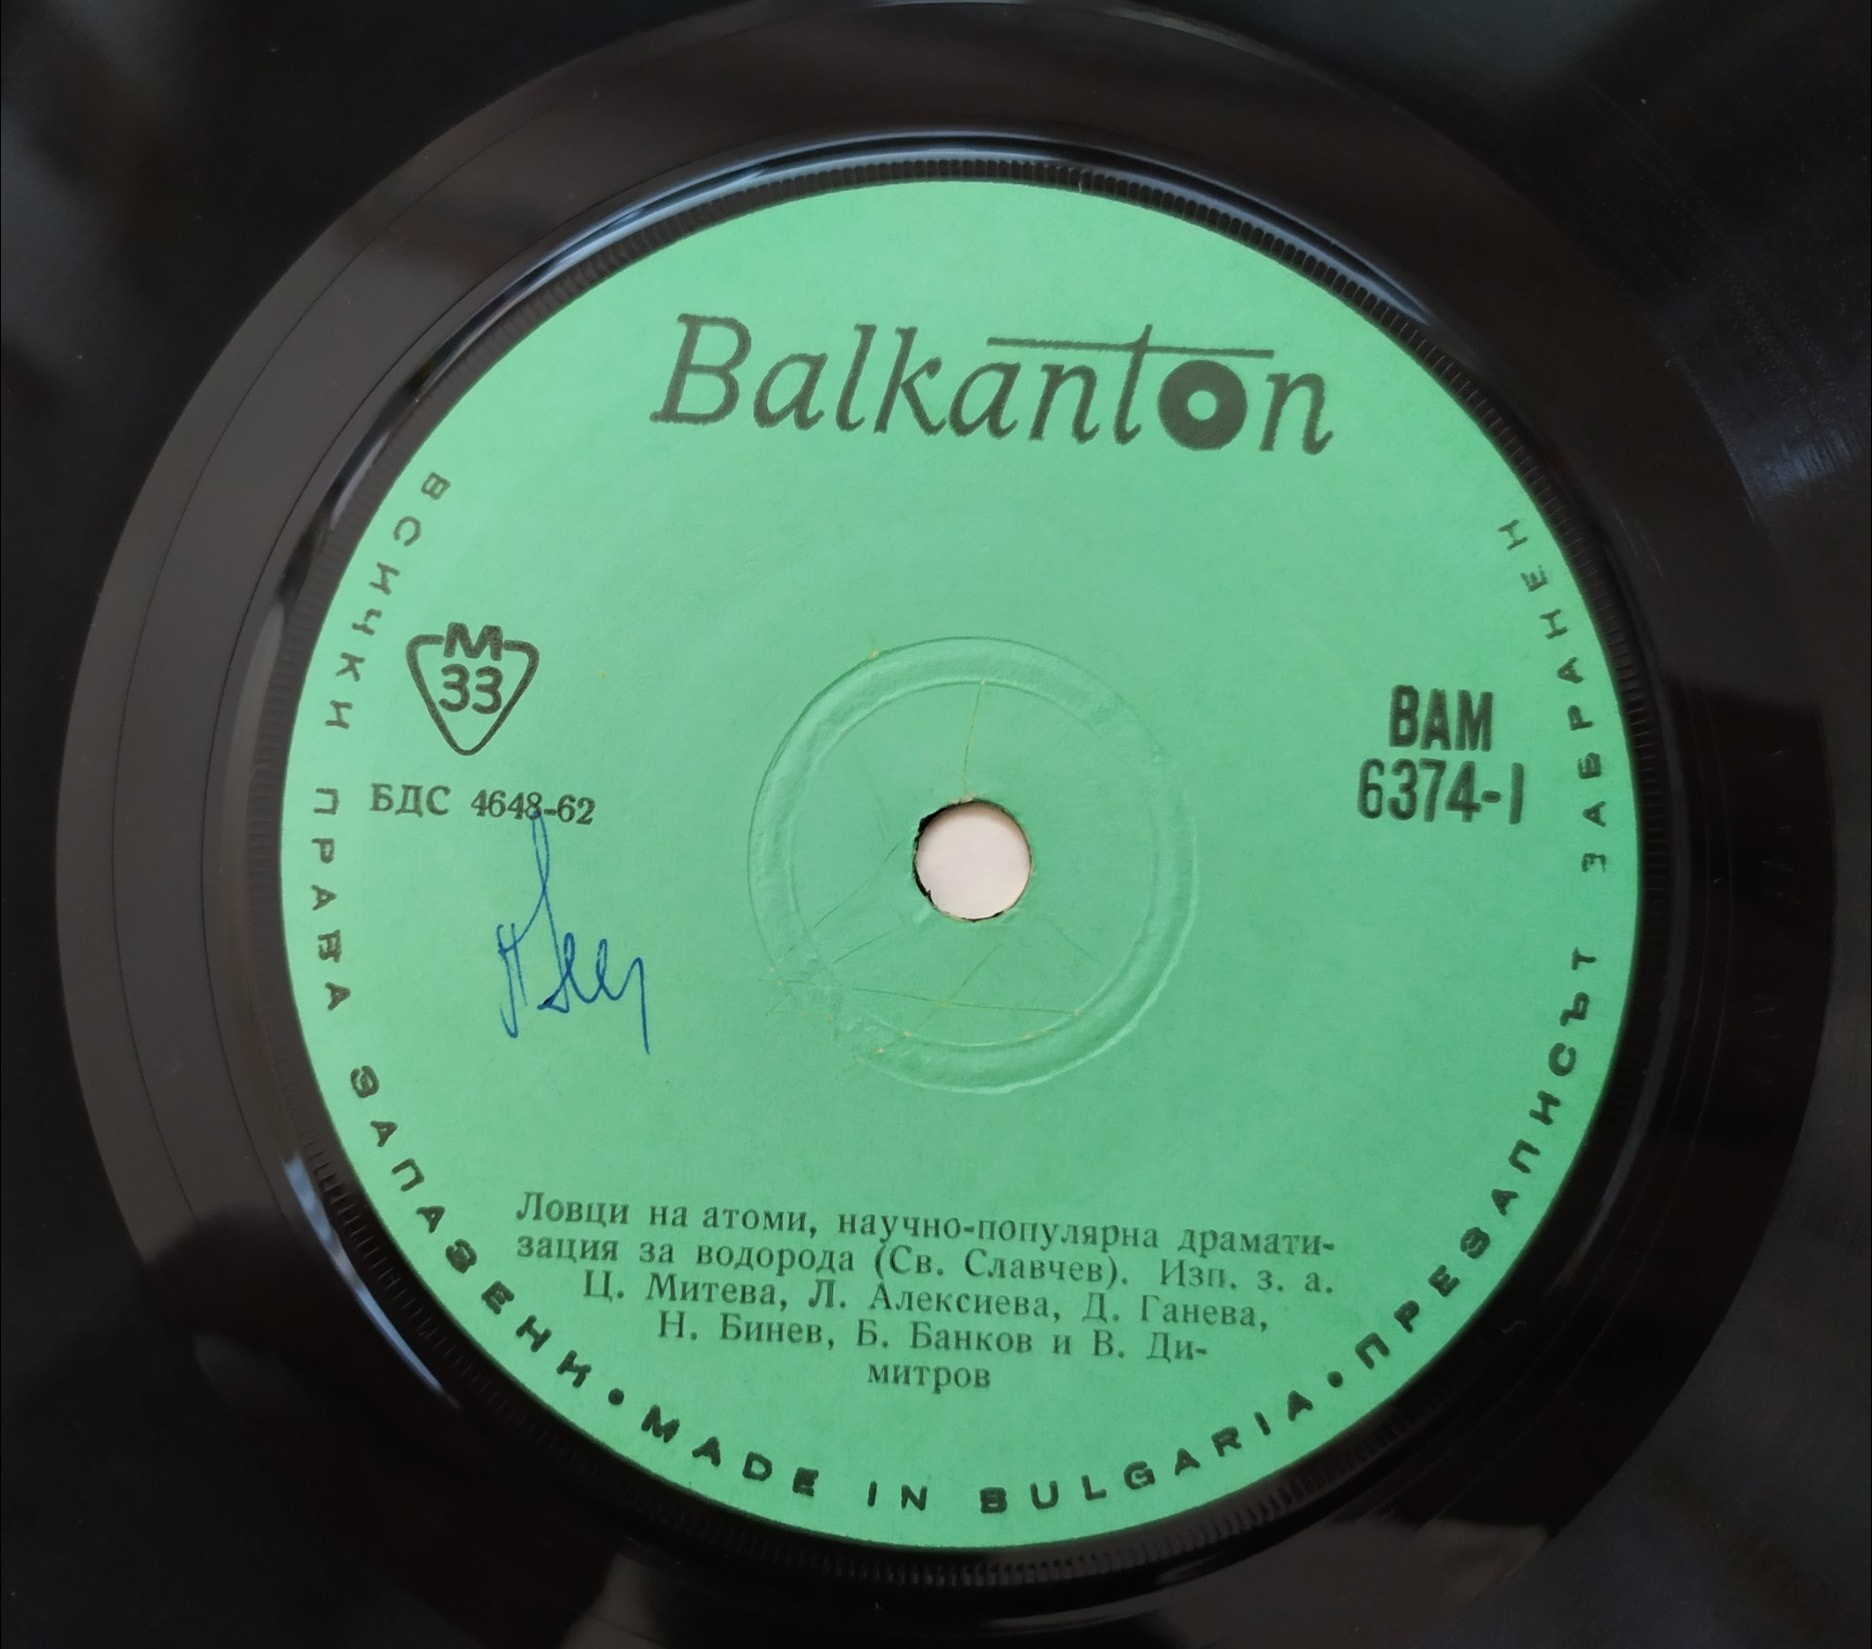 Balkanton
M
33
БДС 4648-62
ВАМ
6374-I
Ловци на атоми, научно-популярна драмати-
зация за водорода (Св. Славчев). Изп. з. а.
Ц. Митева, Л. Алексиева, Д. Ганева,
Н. Бинев, Б. Банков и В. Ди-
митров
ВСИЧКИ ПРАВА ЗАПАЗЕНИ • MADE IN BULGARIA • ПРЕЗАПИСЪТ ЗАБРАНЕН